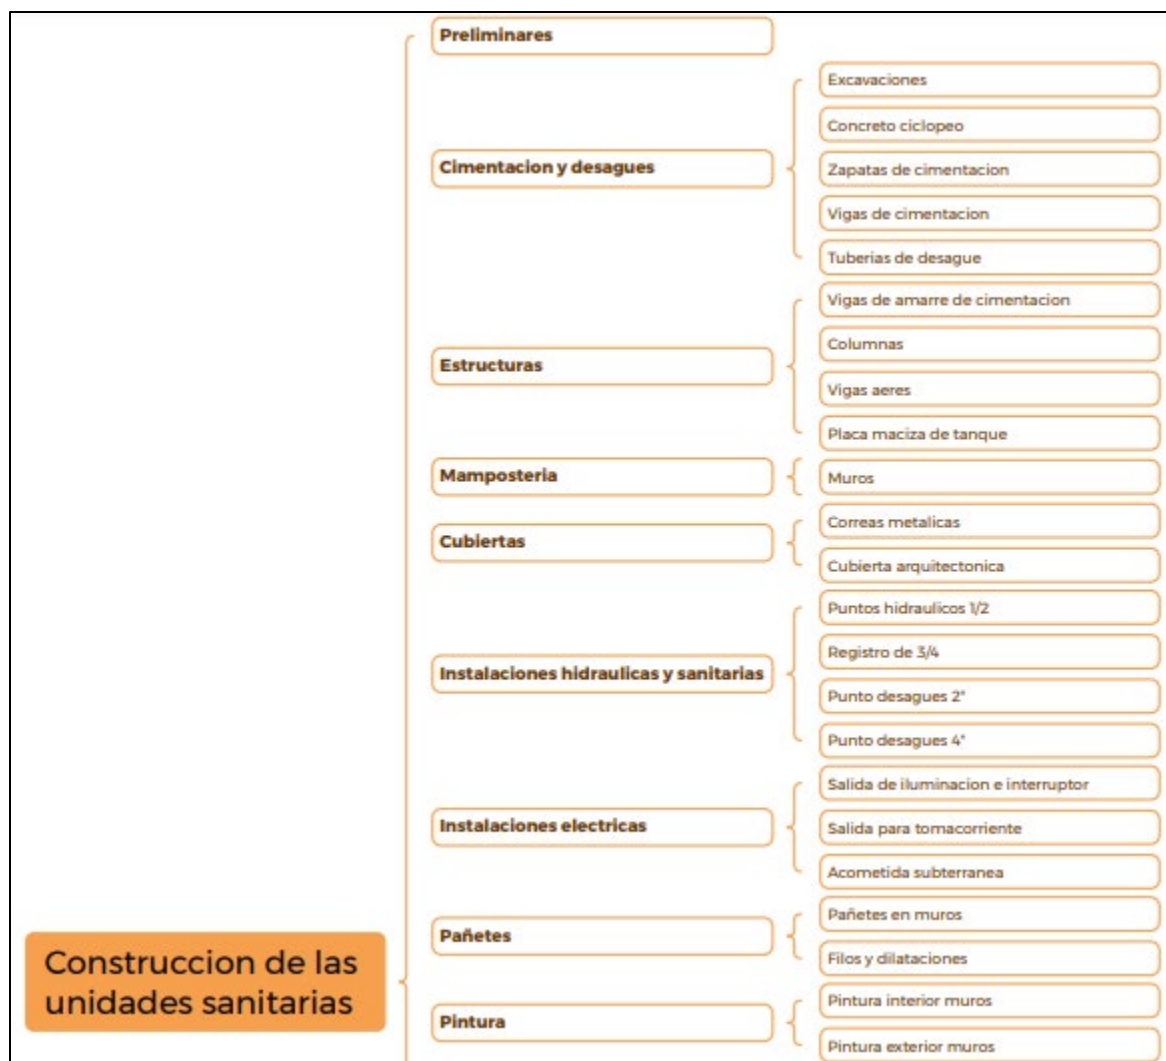 Preliminares
Excavaciones
Concreto ciclopeo
Cimentacion y desagues
Zapatas de cimentacion
Vigas de cimentacion
Tuberias de desague
Vigas de amarre de cimentacion
Columnas
Estructuras
Vigas aeres
Placa maciza de tanque
Mamposteria
Muros
Correas metalicas
Cubiertas
Cubierta arquitectonica
Puntos hidraulicos 1/2
Registro de 3/4
Instalaciones hidraulicas y sanitarias
Punto desagues 2"
Punto desagues 4"
Salida de iluminacion e interruptor
Instalaciones electricas
Salida para tomacorriente
Acometida subterranea
Pañetes
Pañetes en muros
Filos y dilataciones
Construccion de las
unidades sanitarias
Pintura
Pintura interior muros
Pintura exterior muros